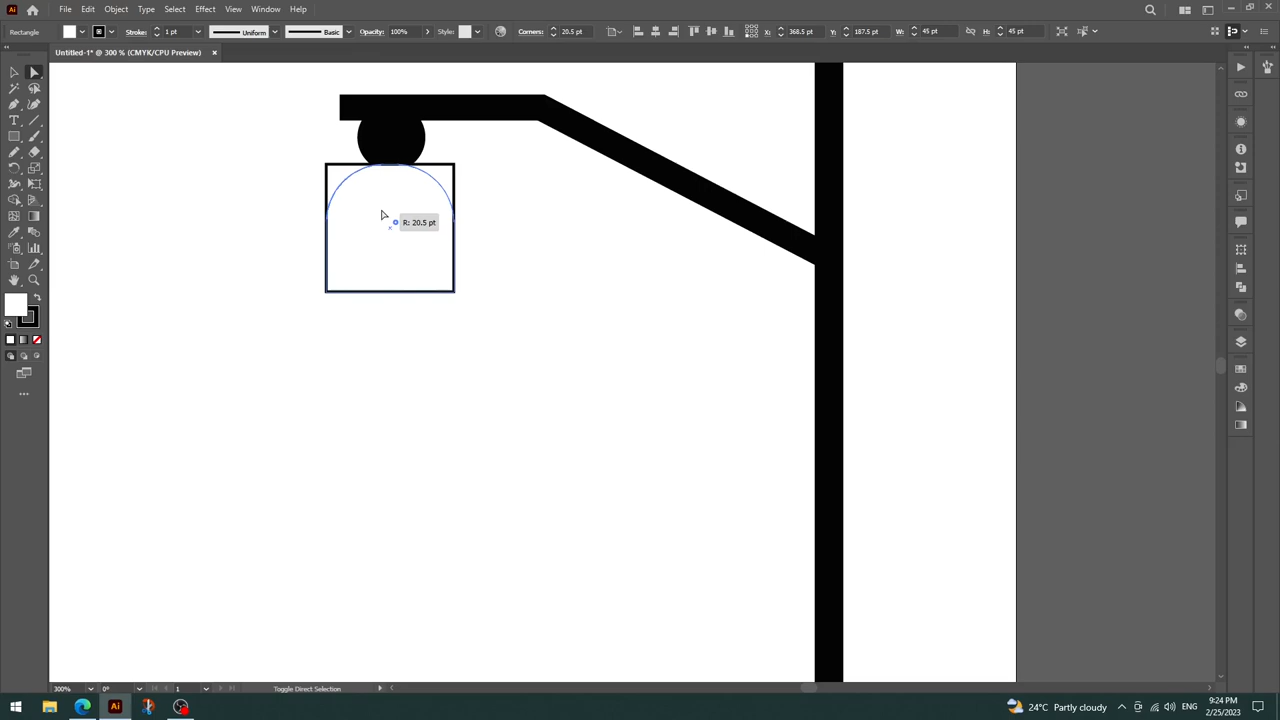 Ai File Edit Object Type Select Effect View Window Help
Rectangle Stroke: 1 pt Uniform Basic Opacity: 100% Style: Corners: 20.5 pt X: 368.5 pt Y: 187.5 pt W: 45 pt H: 45 pt
Untitled-1* @ 300 % (CMYK/CPU Preview) ×
R: 20.5 pt
300% 0° 1 Toggle Direct Selection
Ai 24°C Partly cloudy ENG 9:24 PM
2/25/2023